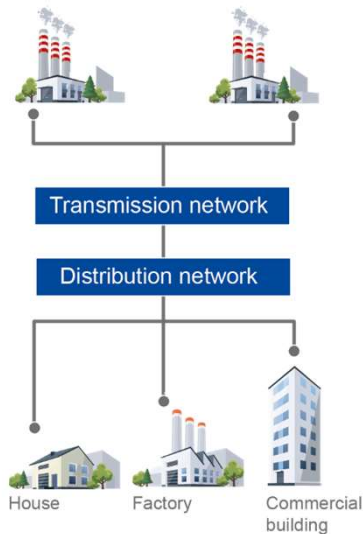 Transmission network
Distribution network
House
Factory
Commercial
building